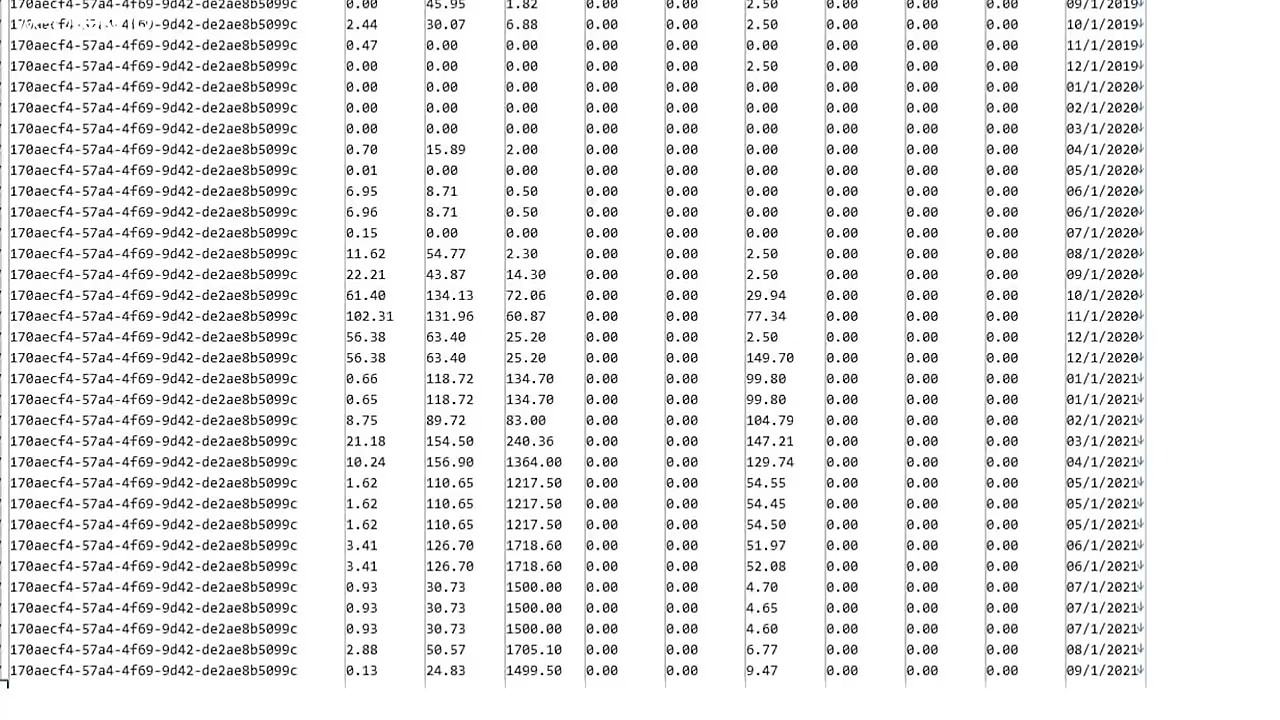 170aecf4-57a4-4f69-9d42-de2ae8b5099c 0.00 45.95 1.82 0.00 0.00 2.50 0.00 0.00 0.00 09/1/2019
170aecf4-57a4-4f69-9d42-de2ae8b5099c 2.44 30.07 6.88 0.00 0.00 2.50 0.00 0.00 0.00 10/1/2019
170aecf4-57a4-4f69-9d42-de2ae8b5099c 0.47 0.00 0.00 0.00 0.00 0.00 0.00 0.00 0.00 11/1/2019
170aecf4-57a4-4f69-9d42-de2ae8b5099c 0.00 0.00 0.00 0.00 0.00 2.50 0.00 0.00 0.00 12/1/2019
170aecf4-57a4-4f69-9d42-de2ae8b5099c 0.00 0.00 0.00 0.00 0.00 0.00 0.00 0.00 0.00 01/1/2020
170aecf4-57a4-4f69-9d42-de2ae8b5099c 0.00 0.00 0.00 0.00 0.00 0.00 0.00 0.00 0.00 02/1/2020
170aecf4-57a4-4f69-9d42-de2ae8b5099c 0.00 0.00 0.00 0.00 0.00 0.00 0.00 0.00 0.00 03/1/2020
170aecf4-57a4-4f69-9d42-de2ae8b5099c 0.70 15.89 2.00 0.00 0.00 0.00 0.00 0.00 0.00 04/1/2020
170aecf4-57a4-4f69-9d42-de2ae8b5099c 0.01 0.00 0.00 0.00 0.00 0.00 0.00 0.00 0.00 05/1/2020
170aecf4-57a4-4f69-9d42-de2ae8b5099c 6.95 8.71 0.50 0.00 0.00 0.00 0.00 0.00 0.00 06/1/2020
170aecf4-57a4-4f69-9d42-de2ae8b5099c 6.96 8.71 0.50 0.00 0.00 0.00 0.00 0.00 0.00 06/1/2020
170aecf4-57a4-4f69-9d42-de2ae8b5099c 0.15 0.00 0.00 0.00 0.00 0.00 0.00 0.00 0.00 07/1/2020
170aecf4-57a4-4f69-9d42-de2ae8b5099c 11.62 54.77 2.30 0.00 0.00 2.50 0.00 0.00 0.00 08/1/2020
170aecf4-57a4-4f69-9d42-de2ae8b5099c 22.21 43.87 14.30 0.00 0.00 2.50 0.00 0.00 0.00 09/1/2020
170aecf4-57a4-4f69-9d42-de2ae8b5099c 61.40 134.13 72.06 0.00 0.00 29.94 0.00 0.00 0.00 10/1/2020
170aecf4-57a4-4f69-9d42-de2ae8b5099c 102.31 131.96 60.87 0.00 0.00 77.34 0.00 0.00 0.00 11/1/2020
170aecf4-57a4-4f69-9d42-de2ae8b5099c 56.38 63.40 25.20 0.00 0.00 2.50 0.00 0.00 0.00 12/1/2020
170aecf4-57a4-4f69-9d42-de2ae8b5099c 56.38 63.40 25.20 0.00 0.00 149.70 0.00 0.00 0.00 12/1/2020
170aecf4-57a4-4f69-9d42-de2ae8b5099c 0.66 118.72 134.70 0.00 0.00 99.80 0.00 0.00 0.00 01/1/2021
170aecf4-57a4-4f69-9d42-de2ae8b5099c 0.65 118.72 134.70 0.00 0.00 99.80 0.00 0.00 0.00 01/1/2021
170aecf4-57a4-4f69-9d42-de2ae8b5099c 8.75 89.72 83.00 0.00 0.00 104.79 0.00 0.00 0.00 02/1/2021
170aecf4-57a4-4f69-9d42-de2ae8b5099c 21.18 154.50 240.36 0.00 0.00 147.21 0.00 0.00 0.00 03/1/2021
170aecf4-57a4-4f69-9d42-de2ae8b5099c 10.24 156.90 1364.00 0.00 0.00 129.74 0.00 0.00 0.00 04/1/2021
170aecf4-57a4-4f69-9d42-de2ae8b5099c 1.62 110.65 1217.50 0.00 0.00 54.55 0.00 0.00 0.00 05/1/2021
170aecf4-57a4-4f69-9d42-de2ae8b5099c 1.62 110.65 1217.50 0.00 0.00 54.45 0.00 0.00 0.00 05/1/2021
170aecf4-57a4-4f69-9d42-de2ae8b5099c 1.62 110.65 1217.50 0.00 0.00 54.50 0.00 0.00 0.00 05/1/2021
170aecf4-57a4-4f69-9d42-de2ae8b5099c 3.41 126.70 1718.60 0.00 0.00 51.97 0.00 0.00 0.00 06/1/2021
170aecf4-57a4-4f69-9d42-de2ae8b5099c 3.41 126.70 1718.60 0.00 0.00 52.08 0.00 0.00 0.00 06/1/2021
170aecf4-57a4-4f69-9d42-de2ae8b5099c 0.93 30.73 1500.00 0.00 0.00 4.70 0.00 0.00 0.00 07/1/2021
170aecf4-57a4-4f69-9d42-de2ae8b5099c 0.93 30.73 1500.00 0.00 0.00 4.65 0.00 0.00 0.00 07/1/2021
170aecf4-57a4-4f69-9d42-de2ae8b5099c 0.93 30.73 1500.00 0.00 0.00 4.60 0.00 0.00 0.00 07/1/2021
170aecf4-57a4-4f69-9d42-de2ae8b5099c 2.88 50.57 1705.10 0.00 0.00 6.77 0.00 0.00 0.00 08/1/2021
170aecf4-57a4-4f69-9d42-de2ae8b5099c 0.13 24.83 1499.50 0.00 0.00 9.47 0.00 0.00 0.00 09/1/2021